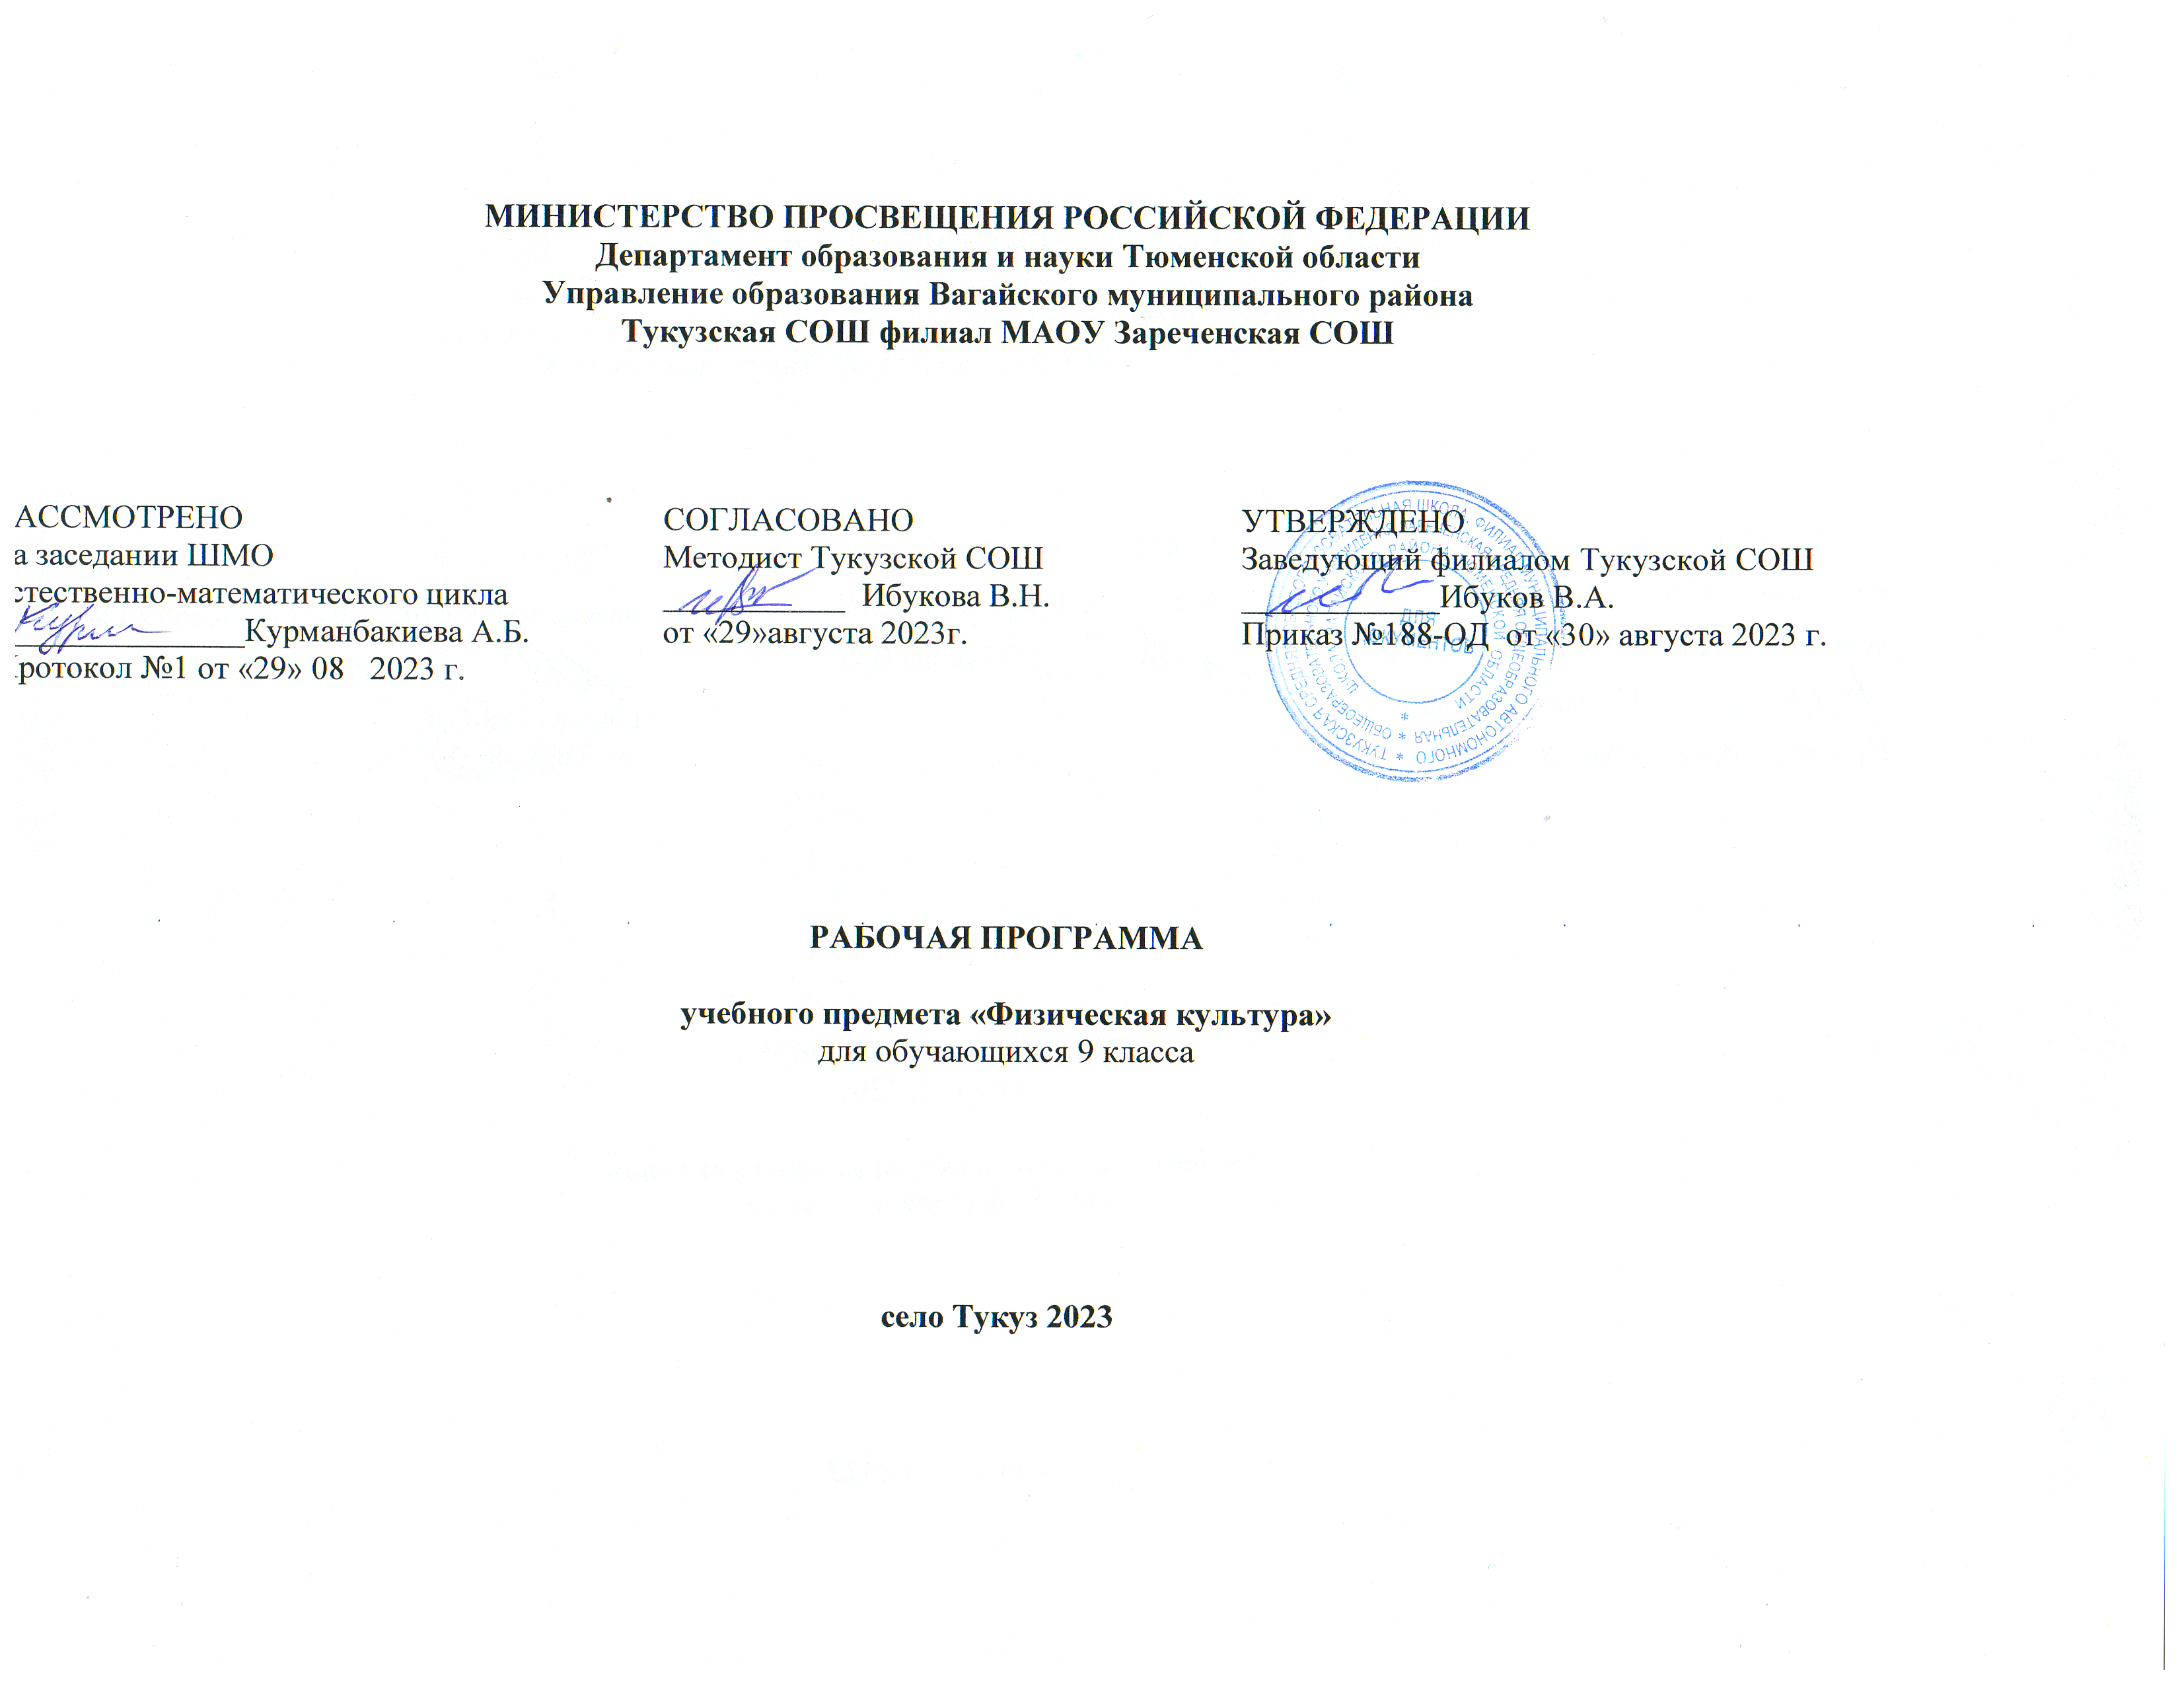 МИНИСТЕРСТВО ПРОСВЕЩЕНИЯ РОССИЙСКОЙ ФЕДЕРАЦИИ
Департамент образования и науки Тюменской области
Управление образования Вагайского муниципального района
Тукузская СОШ филиал МАОУ Зареченская СОШ
АССМОТРЕНО
а заседании ШМО
стественно-математического цикла
Курманбакиева А.Б.
ротокол №1 от «29» 08 2023 г.
СОГЛАСОВАНО
Методист Тукузской СОШ
Ибукова В.Н.
от «29»августа 2023г.
УТВЕРЖДЕНО
Заведующий филиалом Тукузской СОШ
Ибуков В.А.
Приказ №188-ОД от «30» августа 2023 г.
РАБОЧАЯ ПРОГРАММА
учебного предмета «Физическая культура»
для обучающихся 9 класса
село Тукуз 2023